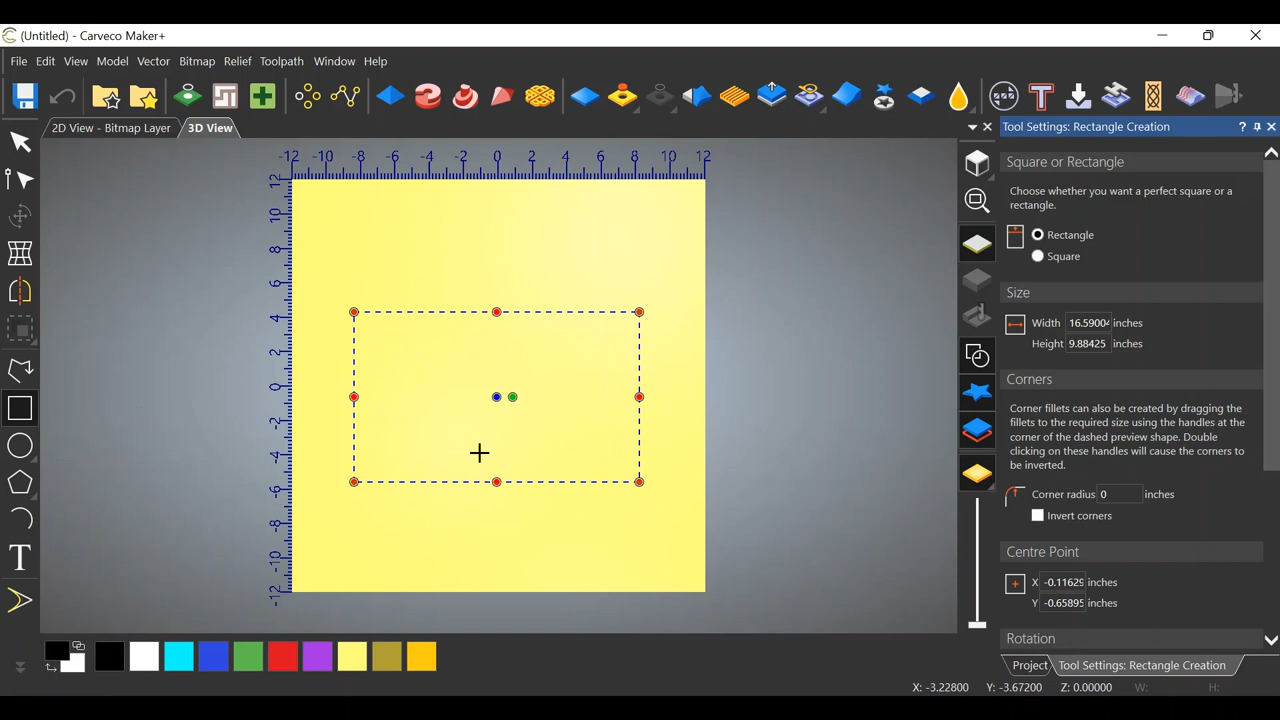 (Untitled) - Carveco Maker+
File Edit View Model Vector Bitmap Relief Toolpath Window Help
2D View - Bitmap Layer 3D View
-12 -10 -8 -6 -4 -2 0 2 4 6 8 10 12
12
10
8
6
4
2
0
-2
-4
-6
-8
-10
-12
Tool Settings: Rectangle Creation
Square or Rectangle
Choose whether you want a perfect square or a
rectangle.
Rectangle
Square
Size
Width 16.59004 inches
Height 9.88425 inches
Corners
Corner fillets can also be created by dragging the
fillets to the required size using the handles at the
corner of the dashed preview shape. Double
clicking on these handles will cause the corners to
be inverted.
Corner radius 0 inches
Invert corners
Centre Point
X -0.11629 inches
Y -0.65895 inches
Rotation
Project Tool Settings: Rectangle Creation
X: -3.22800 Y: -3.67200 Z: 0.00000 W: H: